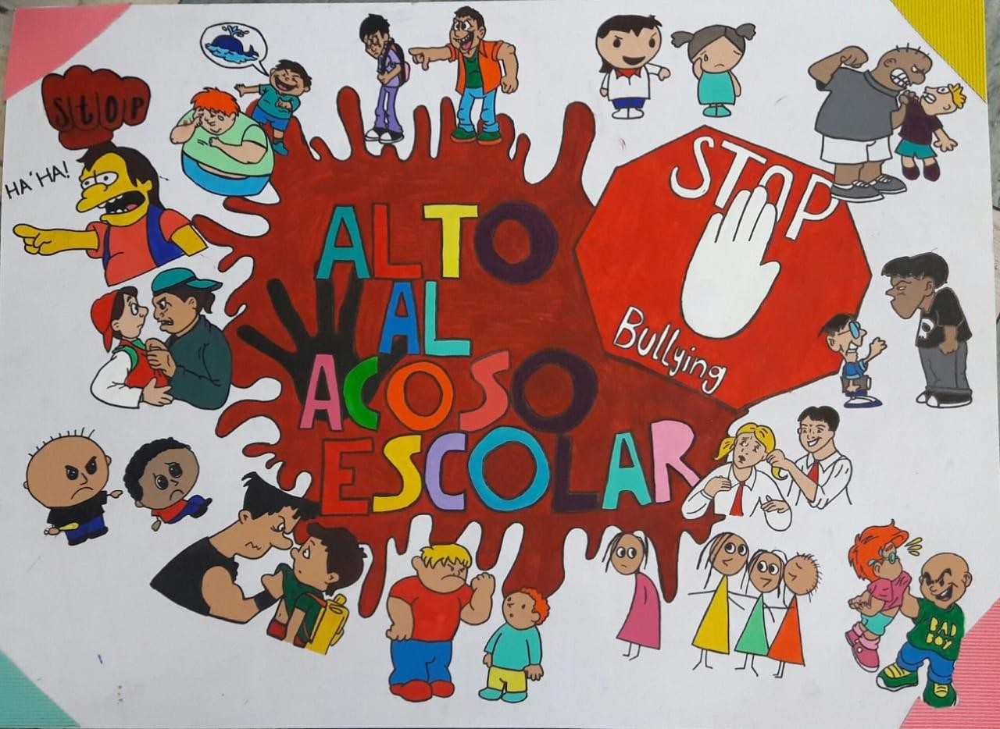 StOP
HA'HA!
ALTO
AL
ACOSO
ESCOLAR
STOP
Bullying
BAD
BOY